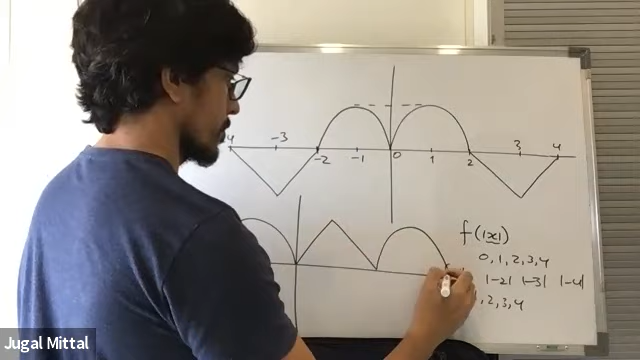 4 -3 -2 -1 0 1 2 3 4
f(|x|)
0, 1, 2, 3, 4
|-2| |-3| |-4|
, 2, 3, 4
Jugal Mittal